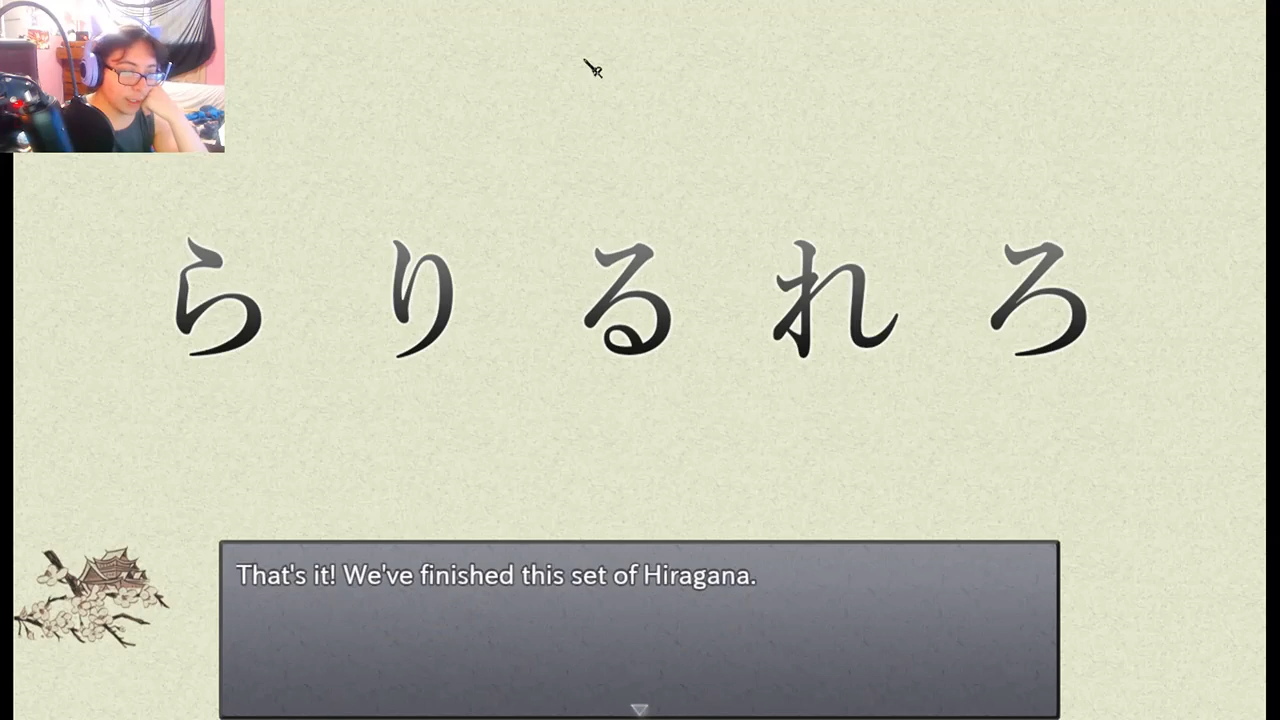 ら り る れ ろ
That's it! We've finished this set of Hiragana.